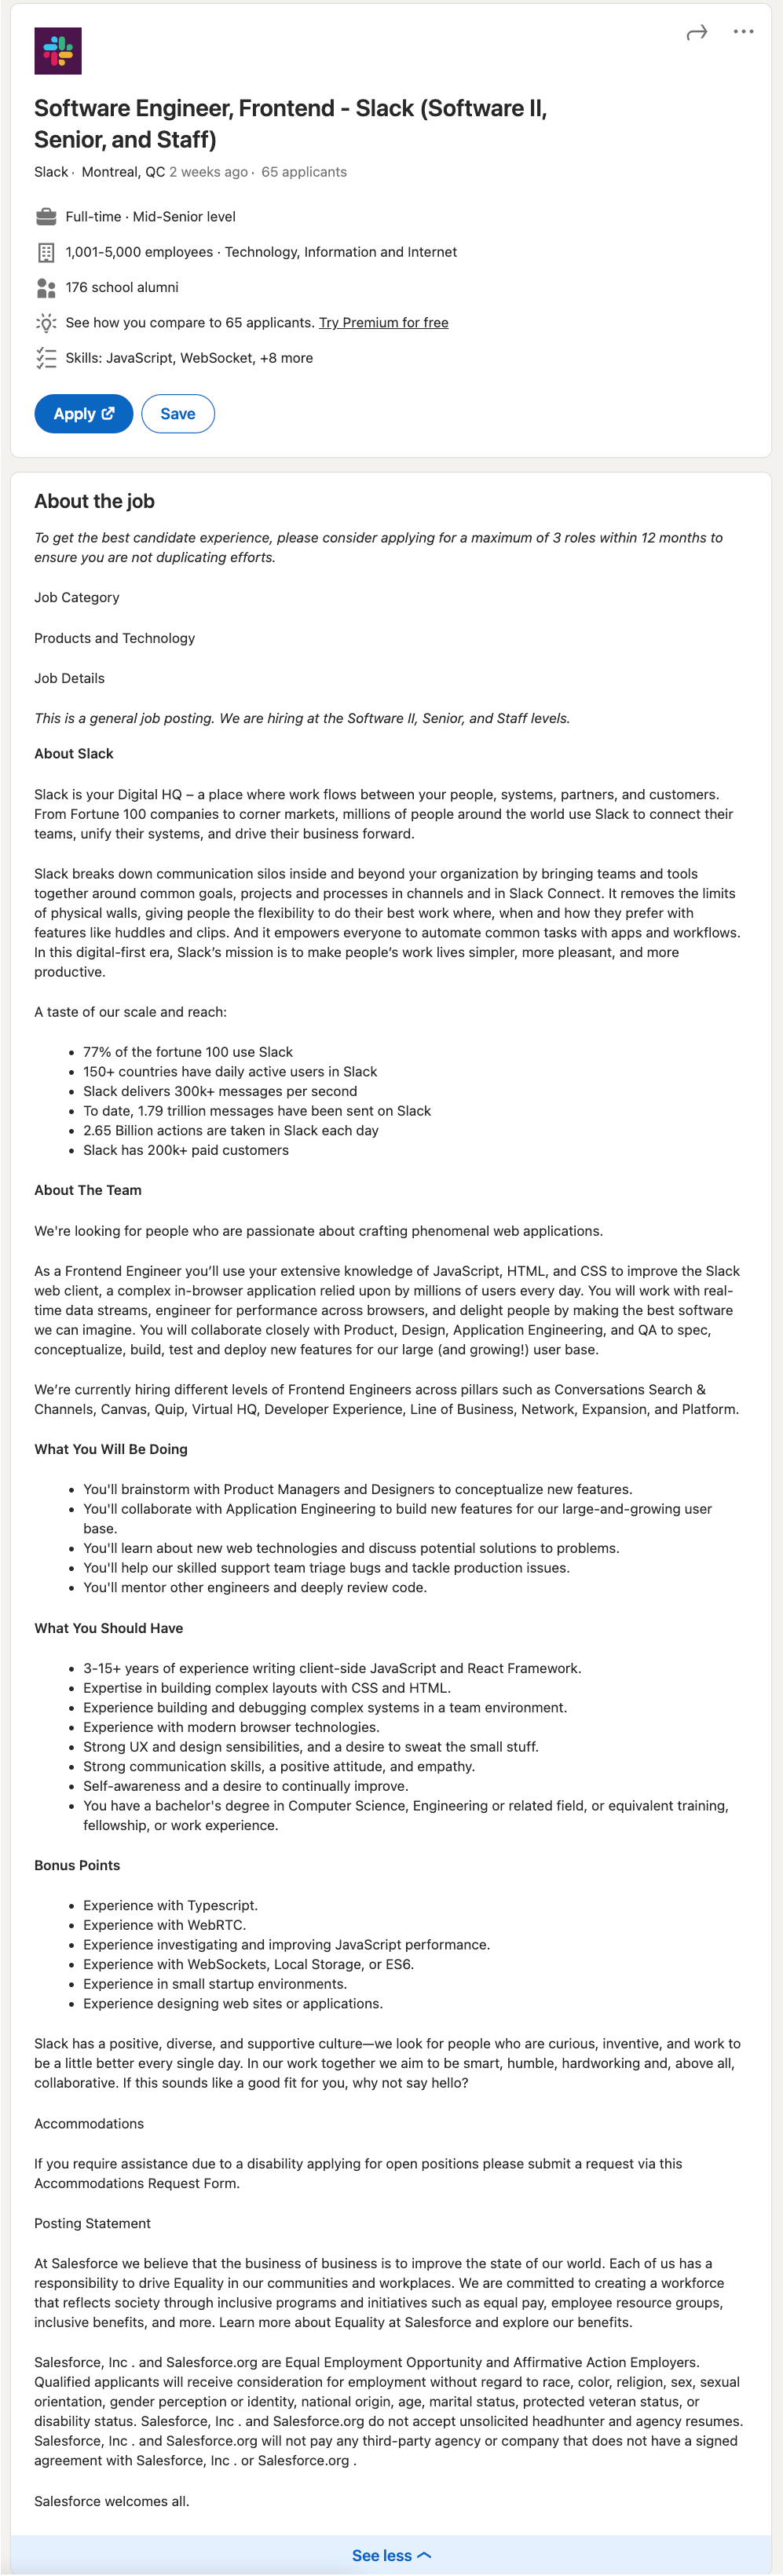 Software Engineer, Frontend - Slack (Software II,
Senior, and Staff)
Slack · Montreal, QC 2 weeks ago · 65 applicants
Full-time · Mid-Senior level
1,001-5,000 employees · Technology, Information and Internet
176 school alumni
See how you compare to 65 applicants. Try Premium for free
Skills: JavaScript, WebSocket, +8 more
Apply
Save
About the job
To get the best candidate experience, please consider applying for a maximum of 3 roles within 12 months to
ensure you are not duplicating efforts.
Job Category
Products and Technology
Job Details
This is a general job posting. We are hiring at the Software II, Senior, and Staff levels.
About Slack
Slack is your Digital HQ – a place where work flows between your people, systems, partners, and customers.
From Fortune 100 companies to corner markets, millions of people around the world use Slack to connect their
teams, unify their systems, and drive their business forward.
Slack breaks down communication silos inside and beyond your organization by bringing teams and tools
together around common goals, projects and processes in channels and in Slack Connect. It removes the limits
of physical walls, giving people the flexibility to do their best work where, when and how they prefer with
features like huddles and clips. And it empowers everyone to automate common tasks with apps and workflows.
In this digital-first era, Slack’s mission is to make people’s work lives simpler, more pleasant, and more
productive.
A taste of our scale and reach:
• 77% of the fortune 100 use Slack
• 150+ countries have daily active users in Slack
• Slack delivers 300k+ messages per second
• To date, 1.79 trillion messages have been sent on Slack
• 2.65 Billion actions are taken in Slack each day
• Slack has 200k+ paid customers
About The Team
We're looking for people who are passionate about crafting phenomenal web applications.
As a Frontend Engineer you’ll use your extensive knowledge of JavaScript, HTML, and CSS to improve the Slack
web client, a complex in-browser application relied upon by millions of users every day. You will work with real-
time data streams, engineer for performance across browsers, and delight people by making the best software
we can imagine. You will collaborate closely with Product, Design, Application Engineering, and QA to spec,
conceptualize, build, test and deploy new features for our large (and growing!) user base.
We’re currently hiring different levels of Frontend Engineers across pillars such as Conversations Search &
Channels, Canvas, Quip, Virtual HQ, Developer Experience, Line of Business, Network, Expansion, and Platform.
What You Will Be Doing
• You'll brainstorm with Product Managers and Designers to conceptualize new features.
• You'll collaborate with Application Engineering to build new features for our large-and-growing user
base.
• You'll learn about new web technologies and discuss potential solutions to problems.
• You'll help our skilled support team triage bugs and tackle production issues.
• You'll mentor other engineers and deeply review code.
What You Should Have
• 3-15+ years of experience writing client-side JavaScript and React Framework.
• Expertise in building complex layouts with CSS and HTML.
• Experience building and debugging complex systems in a team environment.
• Experience with modern browser technologies.
• Strong UX and design sensibilities, and a desire to sweat the small stuff.
• Strong communication skills, a positive attitude, and empathy.
• Self-awareness and a desire to continually improve.
• You have a bachelor's degree in Computer Science, Engineering or related field, or equivalent training,
fellowship, or work experience.
Bonus Points
• Experience with Typescript.
• Experience with WebRTC.
• Experience investigating and improving JavaScript performance.
• Experience with WebSockets, Local Storage, or ES6.
• Experience in small startup environments.
• Experience designing web sites or applications.
Slack has a positive, diverse, and supportive culture—we look for people who are curious, inventive, and work to
be a little better every single day. In our work together we aim to be smart, humble, hardworking and, above all,
collaborative. If this sounds like a good fit for you, why not say hello?
Accommodations
If you require assistance due to a disability applying for open positions please submit a request via this
Accommodations Request Form.
Posting Statement
At Salesforce we believe that the business of business is to improve the state of our world. Each of us has a
responsibility to drive Equality in our communities and workplaces. We are committed to creating a workforce
that reflects society through inclusive programs and initiatives such as equal pay, employee resource groups,
inclusive benefits, and more. Learn more about Equality at Salesforce and explore our benefits.
Salesforce, Inc . and Salesforce.org are Equal Employment Opportunity and Affirmative Action Employers.
Qualified applicants will receive consideration for employment without regard to race, color, religion, sex, sexual
orientation, gender perception or identity, national origin, age, marital status, protected veteran status, or
disability status. Salesforce, Inc . and Salesforce.org do not accept unsolicited headhunter and agency resumes.
Salesforce, Inc . and Salesforce.org will not pay any third-party agency or company that does not have a signed
agreement with Salesforce, Inc . or Salesforce.org .
Salesforce welcomes all.
See less